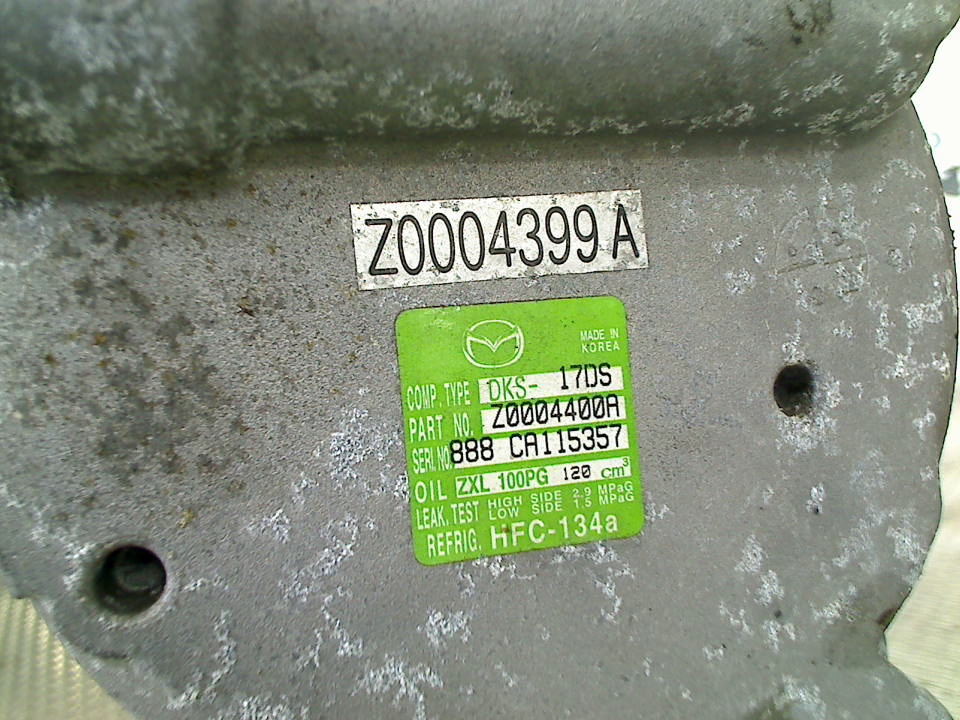 Z0004399A
MADE IN
KOREA
COMP. TYPE DKS- 17DS
PART NO. Z0004400A
SERI.NO. 888 CA115357
OIL ZXL 100PG 120 cm³
LEAK.TEST HIGH SIDE 2.9 MPaG
LOW SIDE 1.5 MPaG
REFRIG. HFC-134a